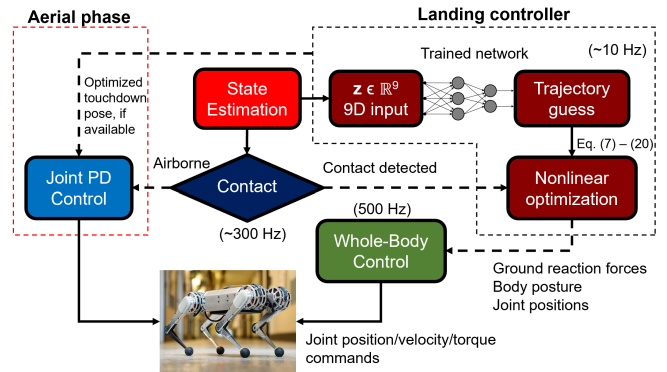 Aerial phase
Landing controller
Trained network
(~10 Hz)
Optimized
touchdown
pose, if
available
State
Estimation
z ϵ ℝ⁹
9D input
Trajectory
guess
Eq. (7) – (20)
Airborne
Contact detected
Joint PD
Control
Contact
Nonlinear
optimization
(~300 Hz)
(500 Hz)
Whole-Body
Control
Ground reaction forces
Body posture
Joint positions
Joint position/velocity/torque
commands